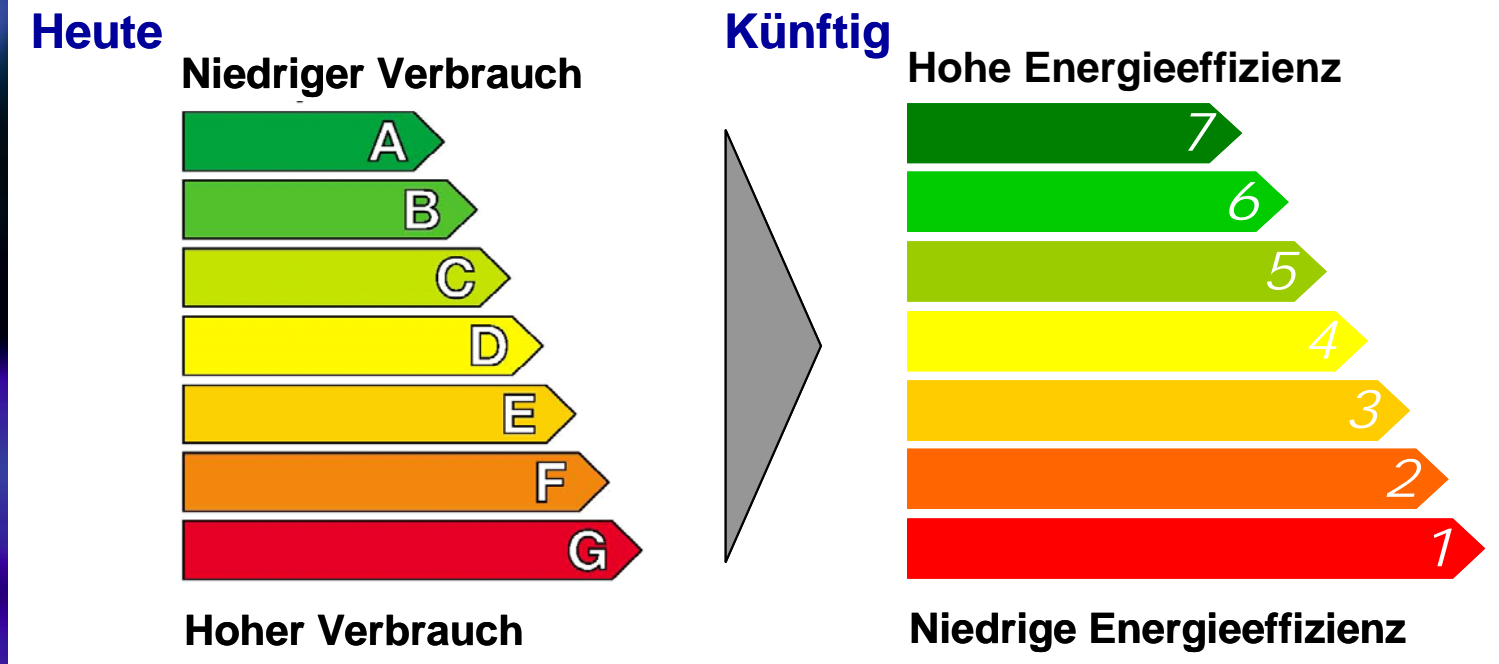 Heute
Niedriger Verbrauch
A
B
C
D
E
F
G
Hoher Verbrauch
Künftig
Hohe Energieeffizienz
7
6
5
4
3
2
1
Niedrige Energieeffizienz